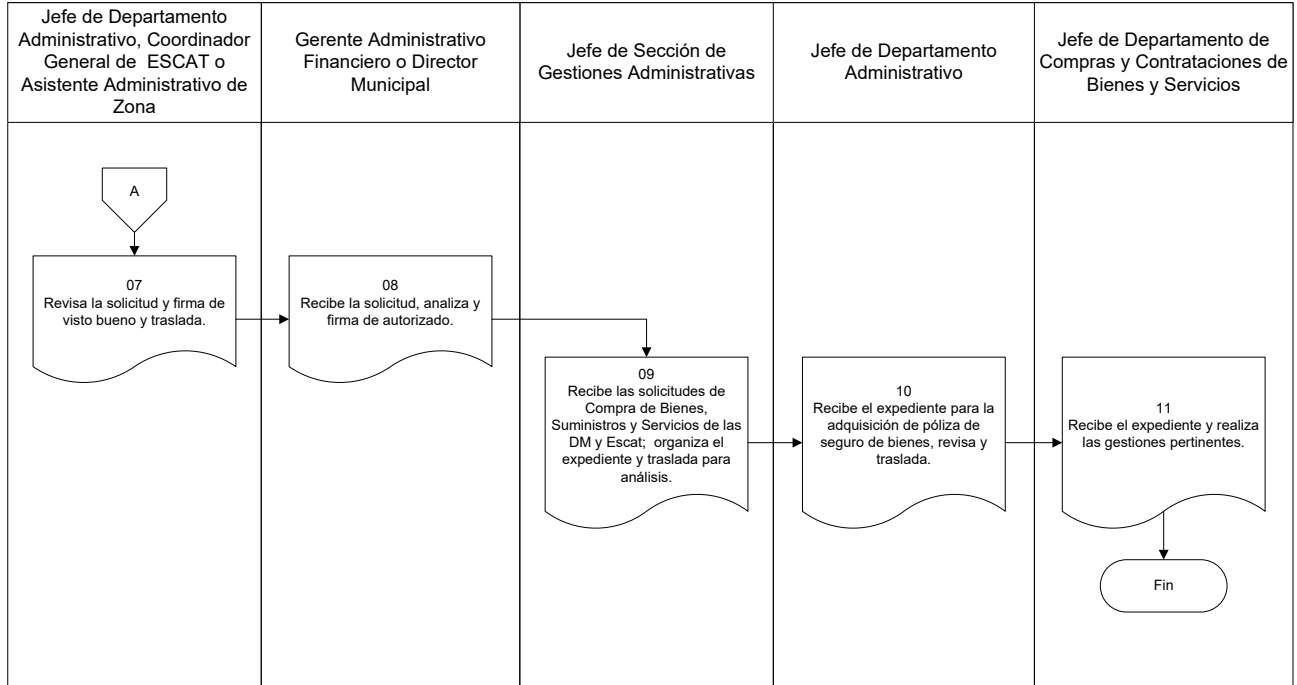 Jefe de Departamento
Administrativo, Coordinador
General de ESCAT o
Asistente Administrativo de
Zona
Gerente Administrativo
Financiero o Director
Municipal
Jefe de Sección de
Gestiones Administrativas
Jefe de Departamento
Administrativo
Jefe de Departamento de
Compras y Contrataciones de
Bienes y Servicios
A
07
Revisa la solicitud y firma de
visto bueno y traslada.
08
Recibe la solicitud, analiza y
firma de autorizado.
09
Recibe las solicitudes de
Compra de Bienes,
Suministros y Servicios de las
DM y Escat; organiza el
expediente y traslada para
análisis.
10
Recibe el expediente para la
adquisición de póliza de
seguro de bienes, revisa y
traslada.
11
Recibe el expediente y realiza
las gestiones pertinentes.
Fin